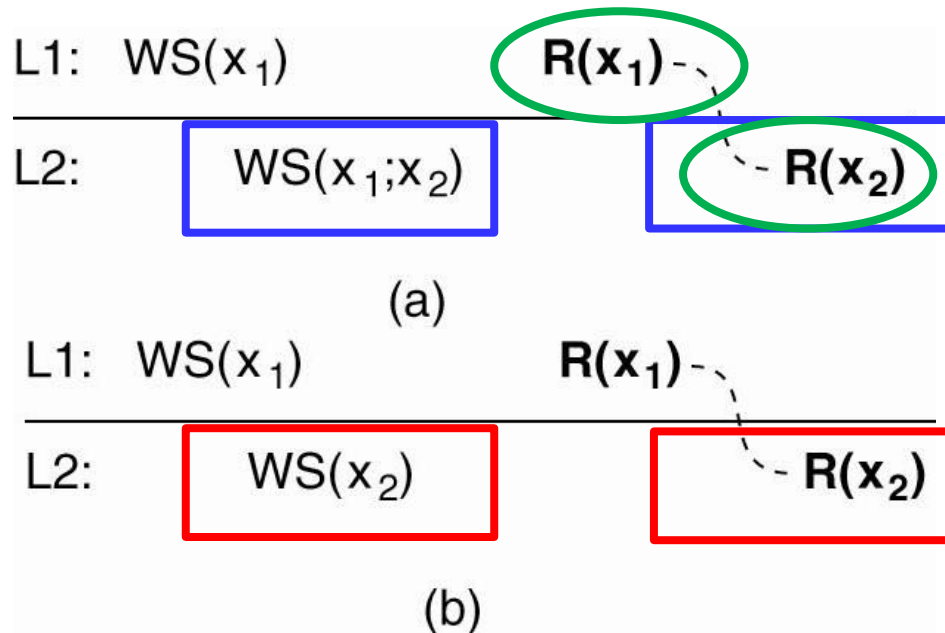 L1: WS(x₁) R(x₁)
L2: WS(x₁;x₂) R(x₂)
(a)
L1: WS(x₁) R(x₁)
L2: WS(x₂) R(x₂)
(b)